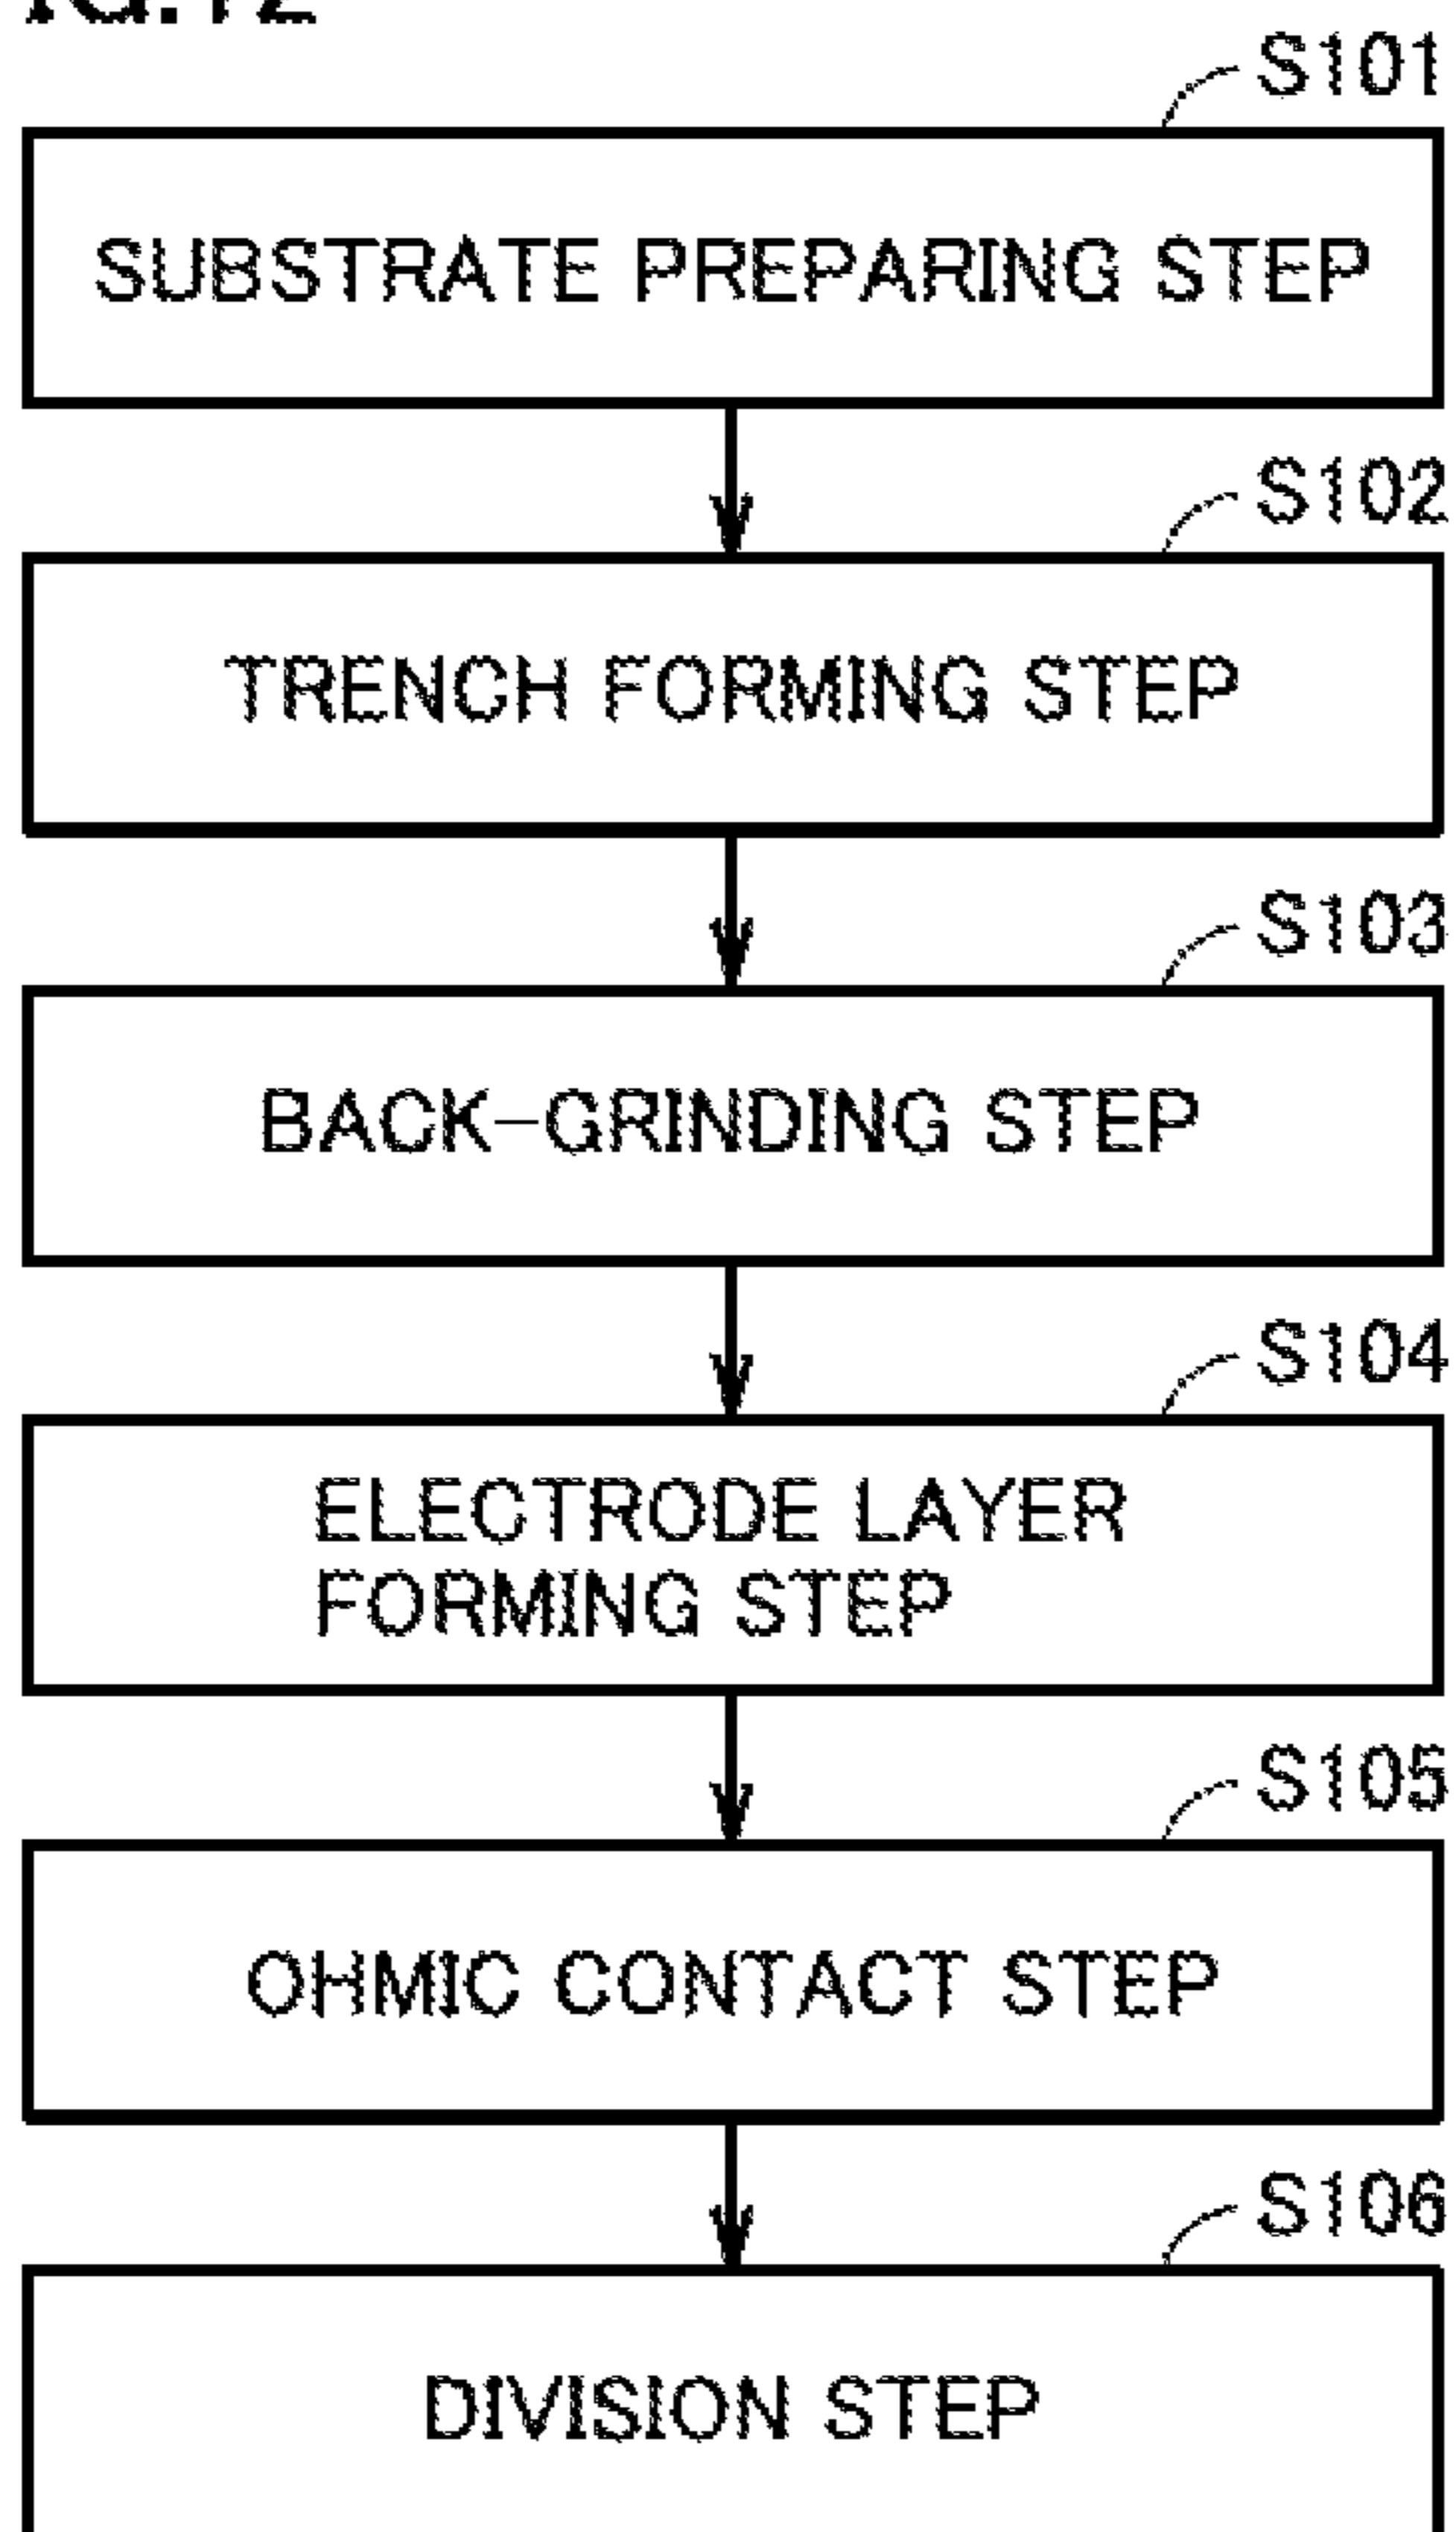 S101
SUBSTRATE PREPARING STEP
S102
TRENCH FORMING STEP
S103
BACK-GRINDING STEP
S104
ELECTRODE LAYER
FORMING STEP
S105
OHMIC CONTACT STEP
S106
DIVISION STEP